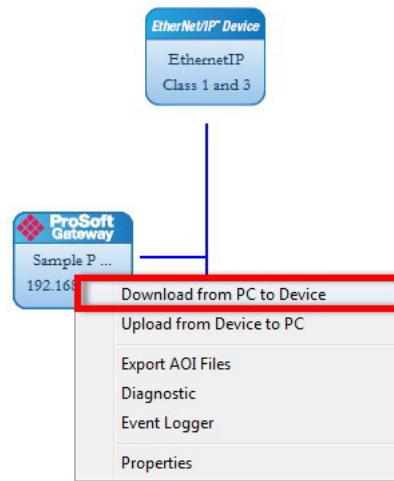 EtherNet/IP™ Device
EthernetIP
Class 1 and 3
ProSoft
Gateway
Sample P ...
192.168
Download from PC to Device
Upload from Device to PC
Export AOI Files
Diagnostic
Event Logger
Properties